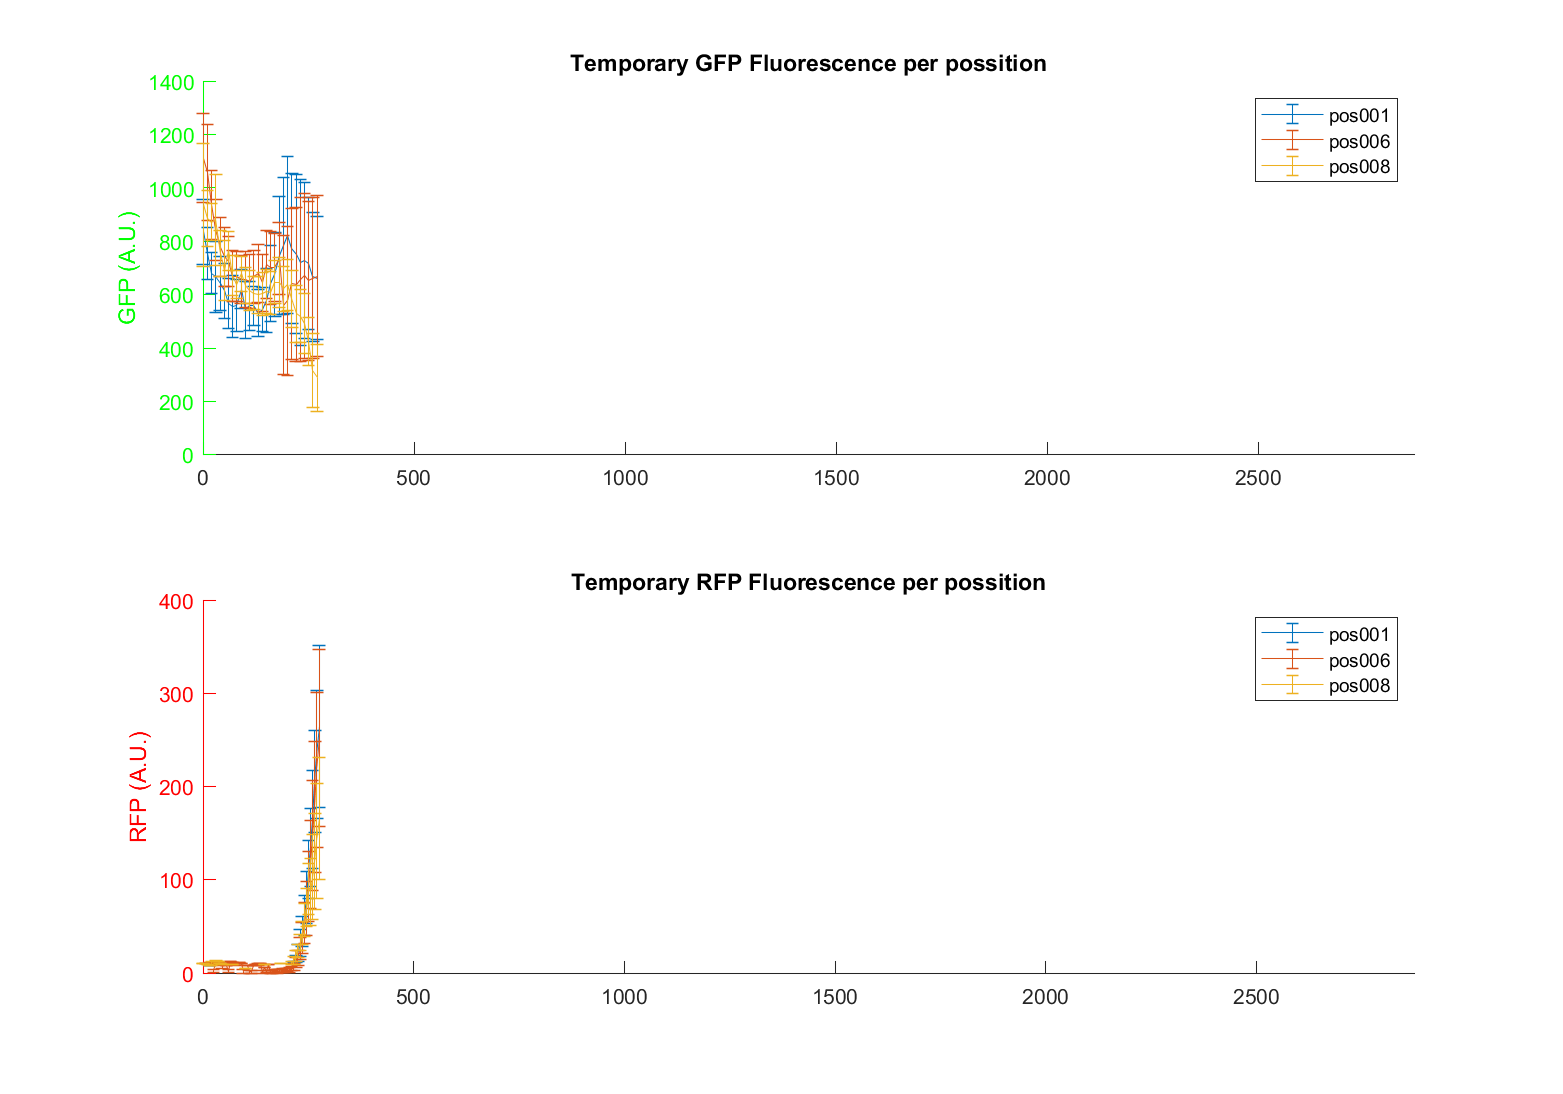 Temporary GFP Fluorescence per possition
GFP (A.U.)
1400
1200
1000
800
600
400
200
0
0 500 1000 1500 2000 2500
pos001
pos006
pos008
Temporary RFP Fluorescence per possition
RFP (A.U.)
400
300
200
100
0
0 500 1000 1500 2000 2500
pos001
pos006
pos008